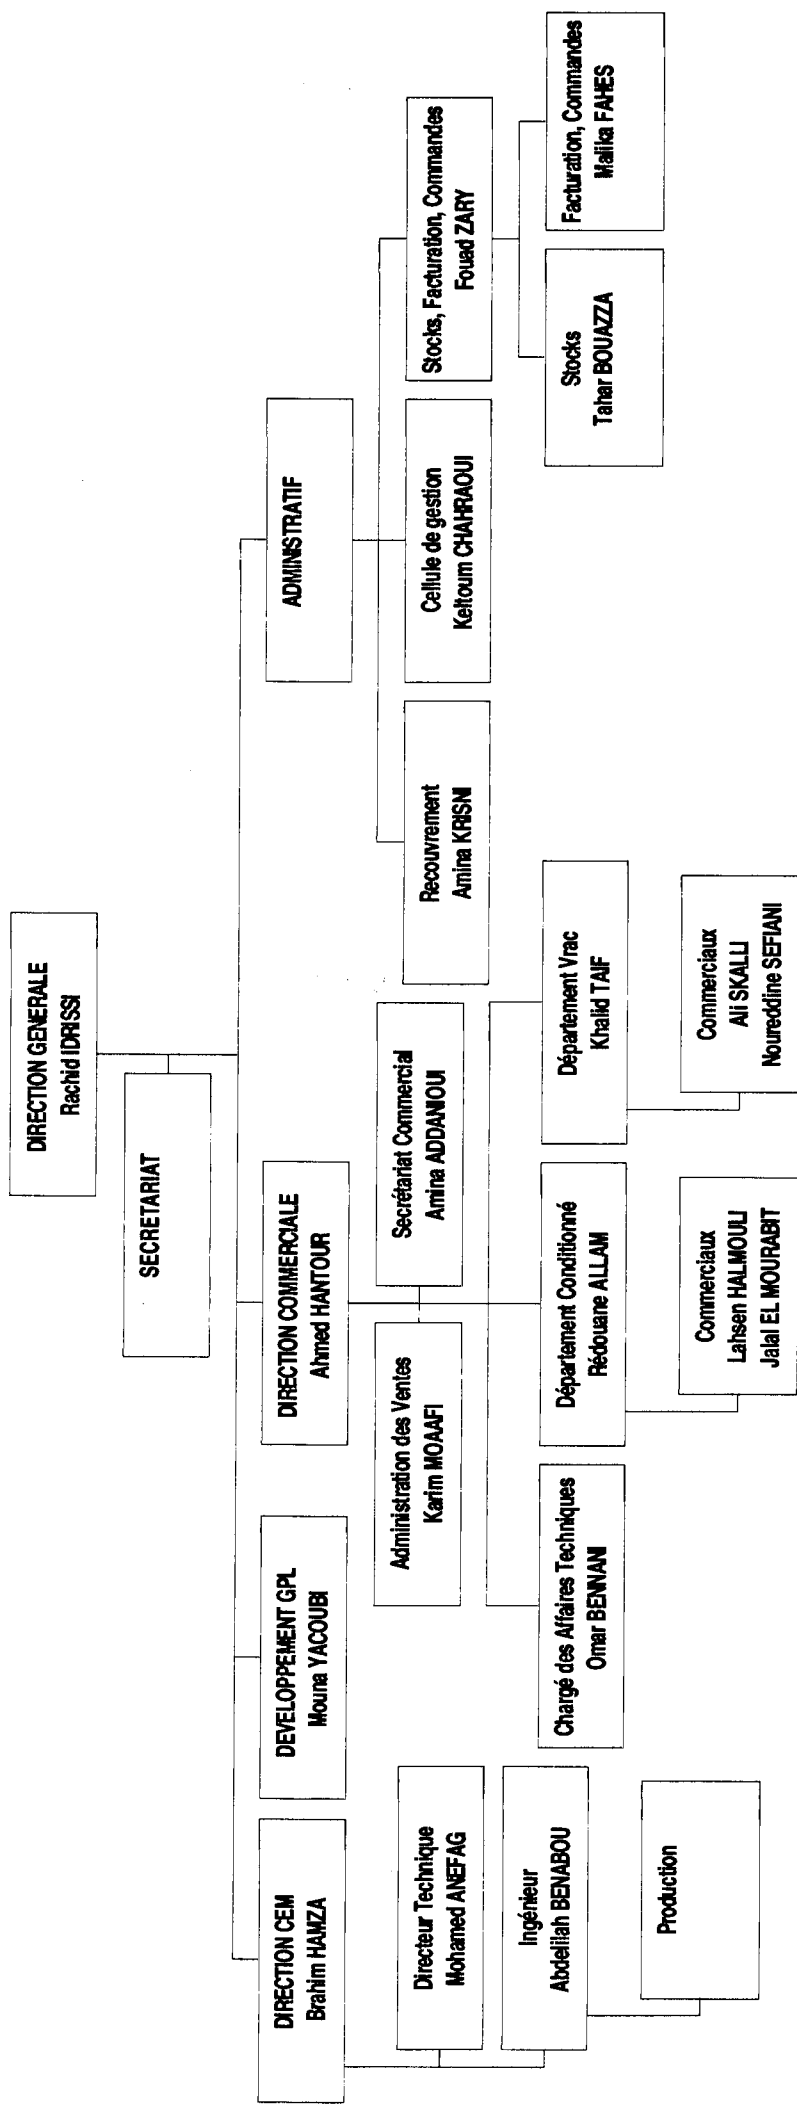 DIRECTION GENERALE
Rachid IDRISSI
SECRETARIAT
DIRECTION CEM
Brahim HAMZA
DEVELOPPEMENT GPL
Mouna YACOUBI
DIRECTION COMMERCIALE
Ahmed HANTOUR
ADMINISTRATIF
Directeur Technique
Mohamed ANEFAG
Ingénieur
Abdelilah BENABOU
Production
Administration des Ventes
Karim MOAAFI
Secrétariat Commercial
Amina ADDANIOUI
Chargé des Affaires Techniques
Omar BENNANI
Département Conditionné
Rédouane ALLAM
Commerciaux
Lahsen HALMOULI
Jalal EL MOURABIT
Département Vrac
Khalid TAIF
Commerciaux
Ali SKALLI
Noureddine SEFIANI
Recouvrement
Amina KRISNI
Cellule de gestion
Keltoum CHAHRAOUI
Stocks, Facturation, Commandes
Fouad ZARY
Stocks
Tahar BOUAZZA
Facturation, Commandes
Malika FAHES